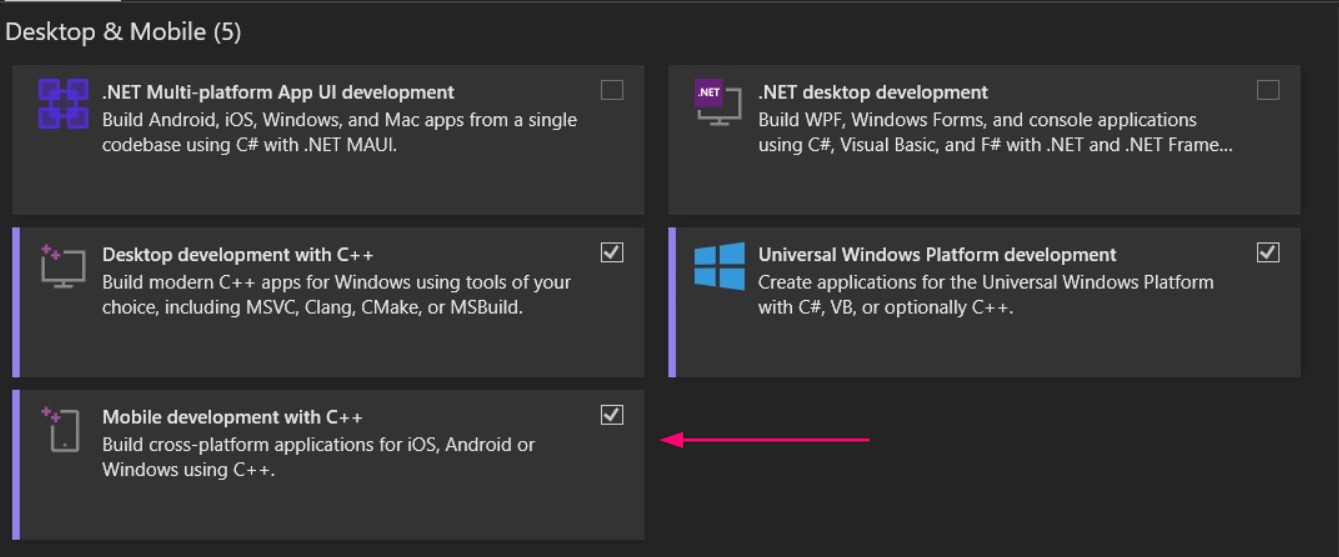 Desktop & Mobile (5)
.NET Multi-platform App UI development
Build Android, iOS, Windows, and Mac apps from a single
codebase using C# with .NET MAUI.
.NET
.NET desktop development
Build WPF, Windows Forms, and console applications
using C#, Visual Basic, and F# with .NET and .NET Frame...
Desktop development with C++
Build modern C++ apps for Windows using tools of your
choice, including MSVC, Clang, CMake, or MSBuild.
Universal Windows Platform development
Create applications for the Universal Windows Platform
with C#, VB, or optionally C++.
Mobile development with C++
Build cross-platform applications for iOS, Android or
Windows using C++.